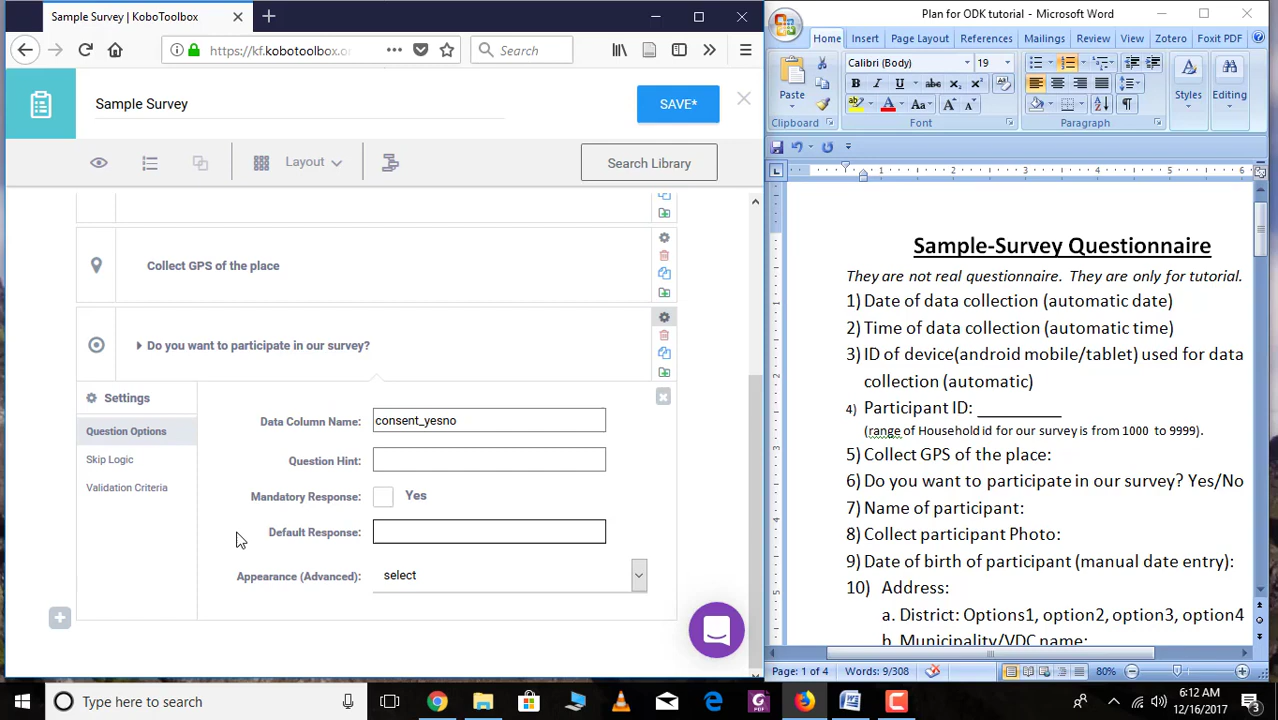 Sample Survey | KoboToolbox
https://kf.kobotoolbox.o
Search
Sample Survey
SAVE*
Layout
Search Library
Collect GPS of the place
Do you want to participate in our survey?
Settings
Question Options
Skip Logic
Validation Criteria
Data Column Name:
consent_yesno
Question Hint:
Mandatory Response:
Yes
Default Response:
Appearance (Advanced):
select
Plan for ODK tutorial - Microsoft Word
Home Insert Page Layout References Mailings Review View Zotero Foxit PDF
Calibri (Body) 19
Paste
Styles
Editing
Clipboard
Font
Paragraph
1 2 3 4 5 6
Sample-Survey Questionnaire
They are not real questionnaire. They are only for tutorial.
1) Date of data collection (automatic date)
2) Time of data collection (automatic time)
3) ID of device(android mobile/tablet) used for data
collection (automatic)
4) Participant ID: __________
(range of Household id for our survey is from 1000 to 9999).
5) Collect GPS of the place:
6) Do you want to participate in our survey? Yes/No
7) Name of participant:
8) Collect participant Photo:
9) Date of birth of participant (manual date entry):
10) Address:
a. District: Options1, option2, option3, option4
b. Municipality/VDC name:
Page: 1 of 4 Words: 9/308 80%
Type here to search
6:12 AM
12/16/2017